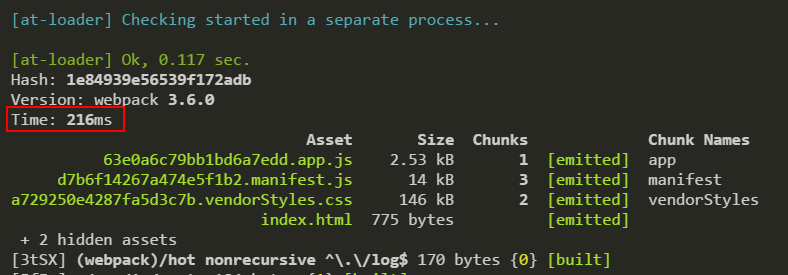 [at-loader] Checking started in a separate process...
[at-loader] Ok, 0.117 sec.
Hash: 1e84939e56539f172adb
Version: webpack 3.6.0
Time: 216ms
Asset Size Chunks Chunk Names
63e0a6c79bb1bd6a7edd.app.js 2.53 kB 1 [emitted] app
d7b6f14267a474e5f1b2.manifest.js 14 kB 3 [emitted] manifest
a729250e4287fa5d3c7b.vendorStyles.css 146 kB 2 [emitted] vendorStyles
index.html 775 bytes [emitted]
+ 2 hidden assets
[3tSX] (webpack)/hot nonrecursive ^\.\/log$ 170 bytes {0} [built]